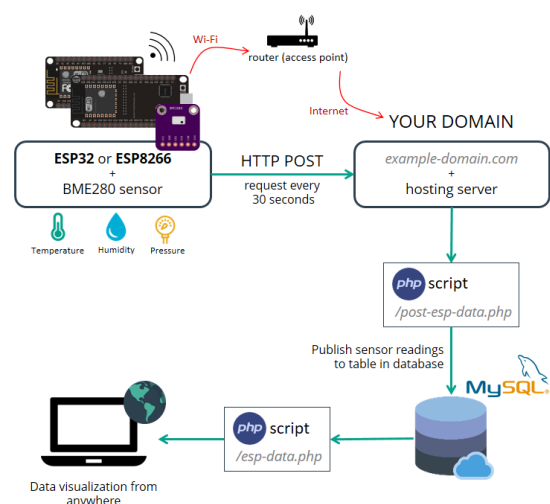 Wi-Fi
router (access point)
Internet
YOUR DOMAIN
ESP32 or ESP8266
+
BME280 sensor
HTTP POST
request every
30 seconds
example-domain.com
+
hosting server
Temperature
Humidity
Pressure
php script
/post-esp-data.php
Publish sensor readings
to table in database
MySQL
php script
/esp-data.php
Data visualization from
anywhere